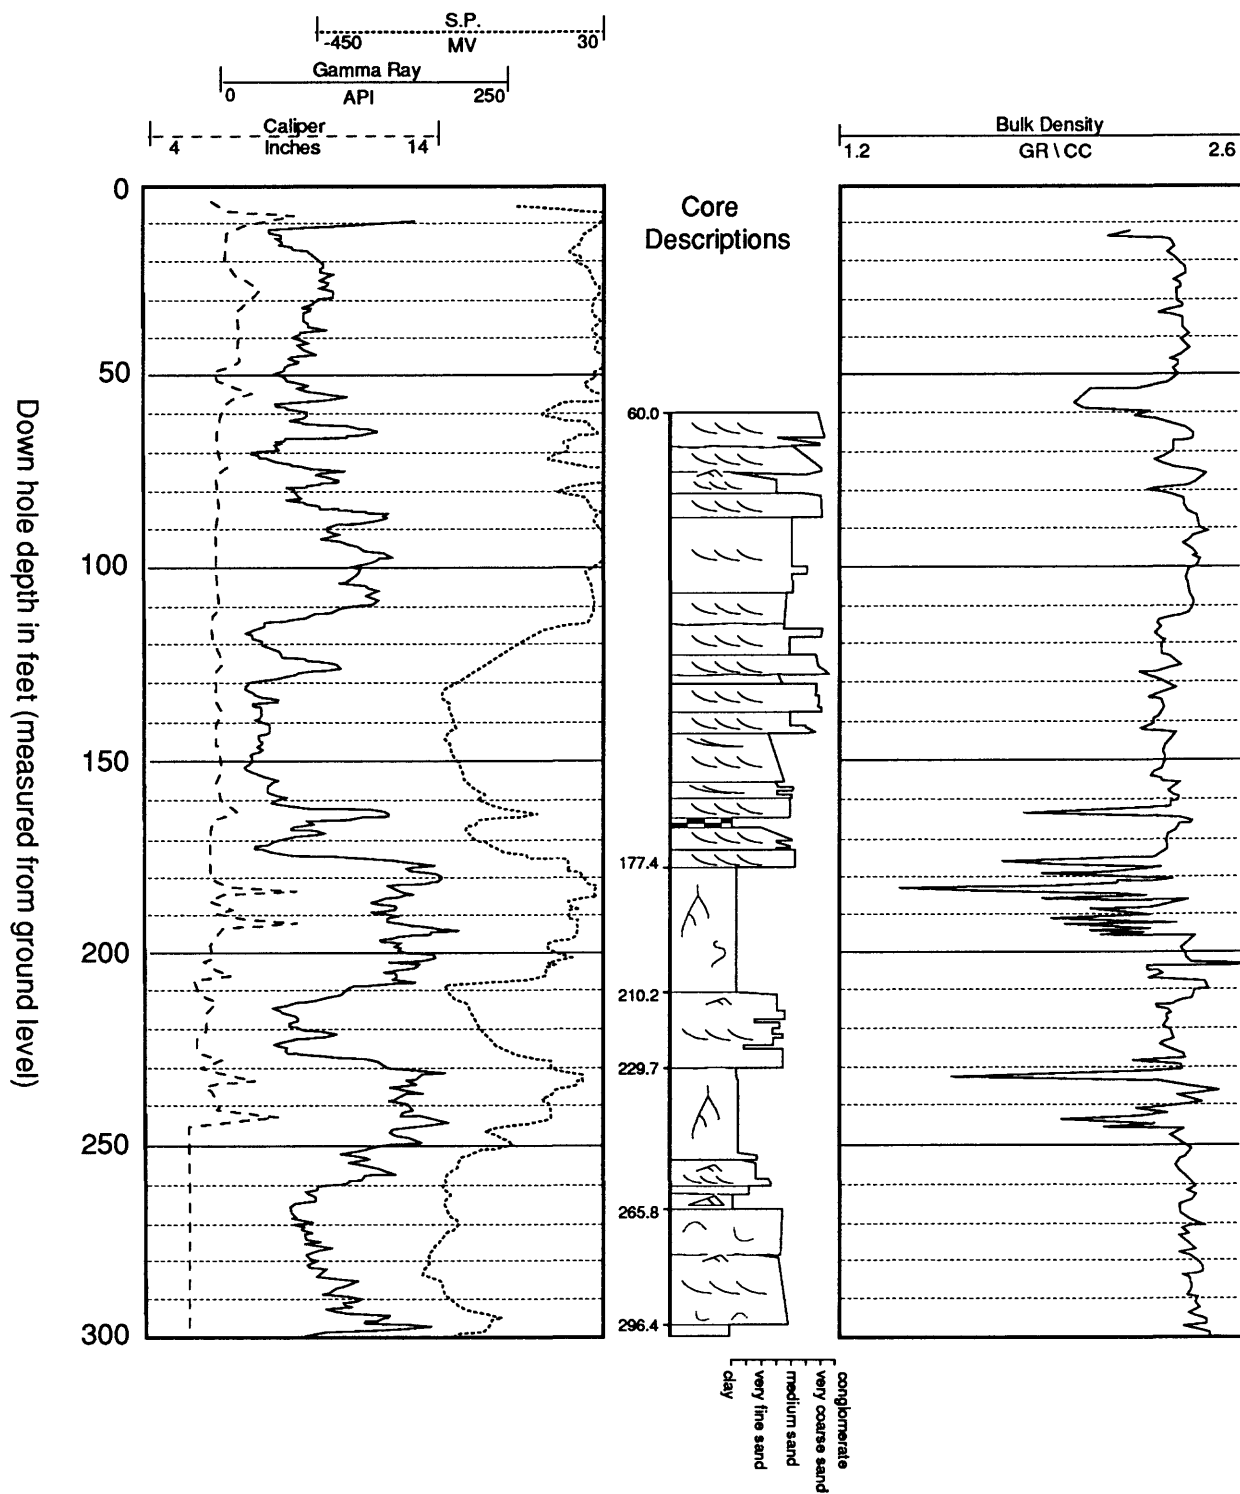 S.P.
-450 MV 30
Gamma Ray
0 API 250
Caliper
4 Inches 14
Bulk Density
1.2 GR \ CC 2.6
Core
Descriptions
Down hole depth in feet (measured from ground level)
0
50
100
150
200
250
300
60.0
177.4
210.2
229.7
265.8
296.4
clay
very fine sand
medium sand
very coarse sand
conglomerate